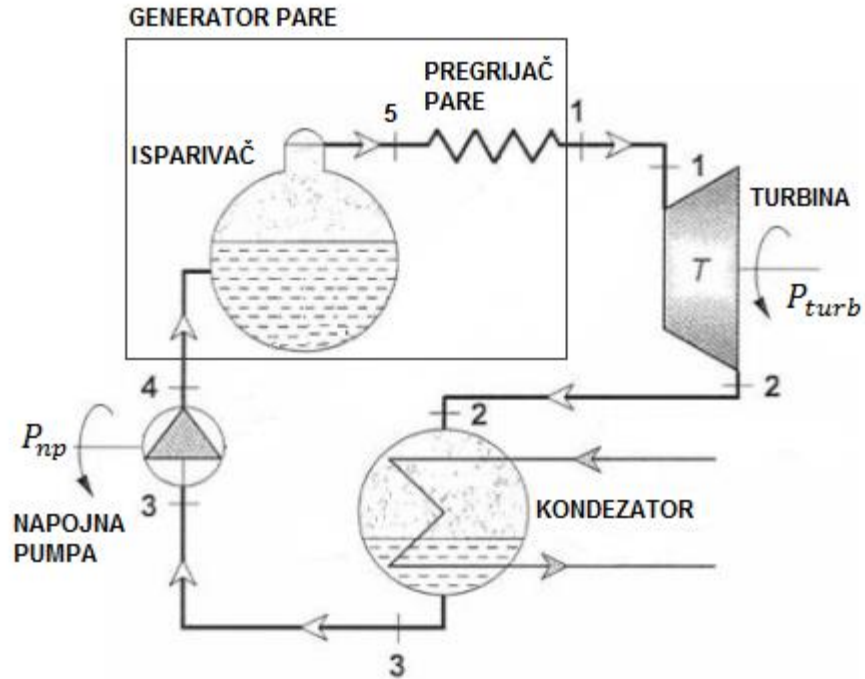 GENERATOR PARE
PREGRIJAČ
PARE
5
1
ISPARIVAČ
1
TURBINA
T
P_turb
4
2
2
P_np
3
KONDEZATOR
NAPOJNA
PUMPA
3